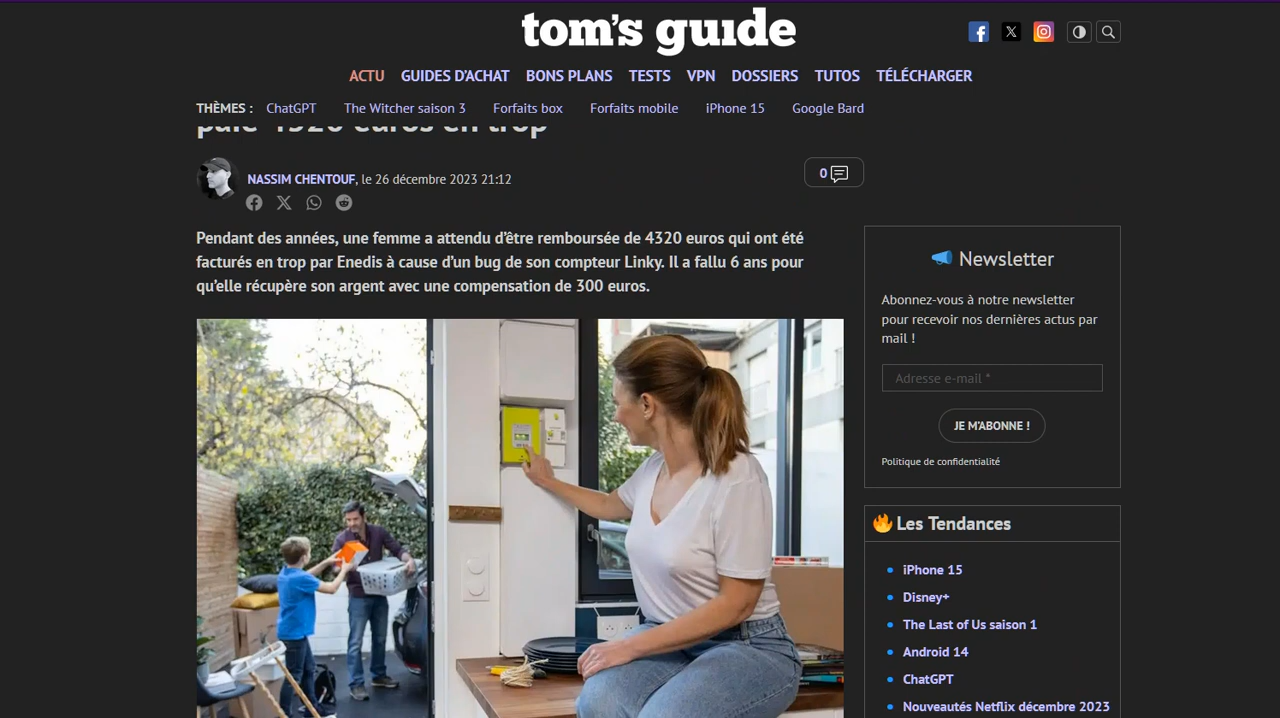 tom's guide
ACTU GUIDES D'ACHAT BONS PLANS TESTS VPN DOSSIERS TUTOS TÉLÉCHARGER
THÈMES : ChatGPT The Witcher saison 3 Forfaits box Forfaits mobile iPhone 15 Google Bard
paie 4320 euros en trop
NASSIM CHENTOUF, le 26 décembre 2023 21:12
0
Pendant des années, une femme a attendu d'être remboursée de 4320 euros qui ont été
facturés en trop par Enedis à cause d'un bug de son compteur Linky. Il a fallu 6 ans pour
qu'elle récupère son argent avec une compensation de 300 euros.
Newsletter
Abonnez-vous à notre newsletter
pour recevoir nos dernières actus par
mail !
Adresse e-mail *
JE M'ABONNE !
Politique de confidentialité
Les Tendances
iPhone 15
Disney+
The Last of Us saison 1
Android 14
ChatGPT
Nouveautés Netflix décembre 2023